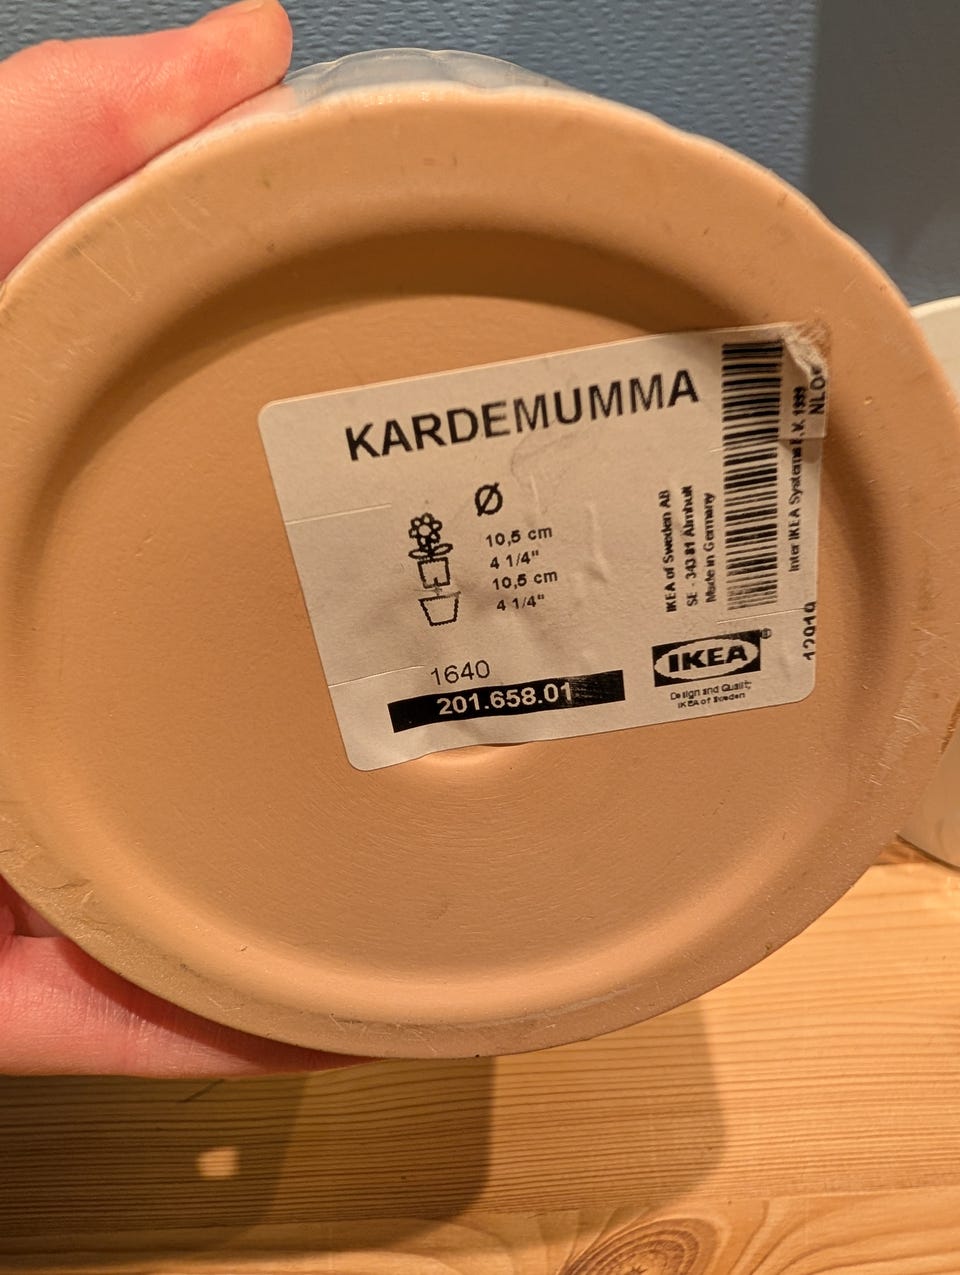 KARDEMUMMA
Ø
10,5 cm
4 1/4"
10,5 cm
4 1/4"
1640
201.658.01
IKEA of Sweden AB
SE - 343 81 Älmhult
Made in Germany
Inter IKEA Systems B.V. 1999
12919
IKEA®
Design and Quality
IKEA of Sweden